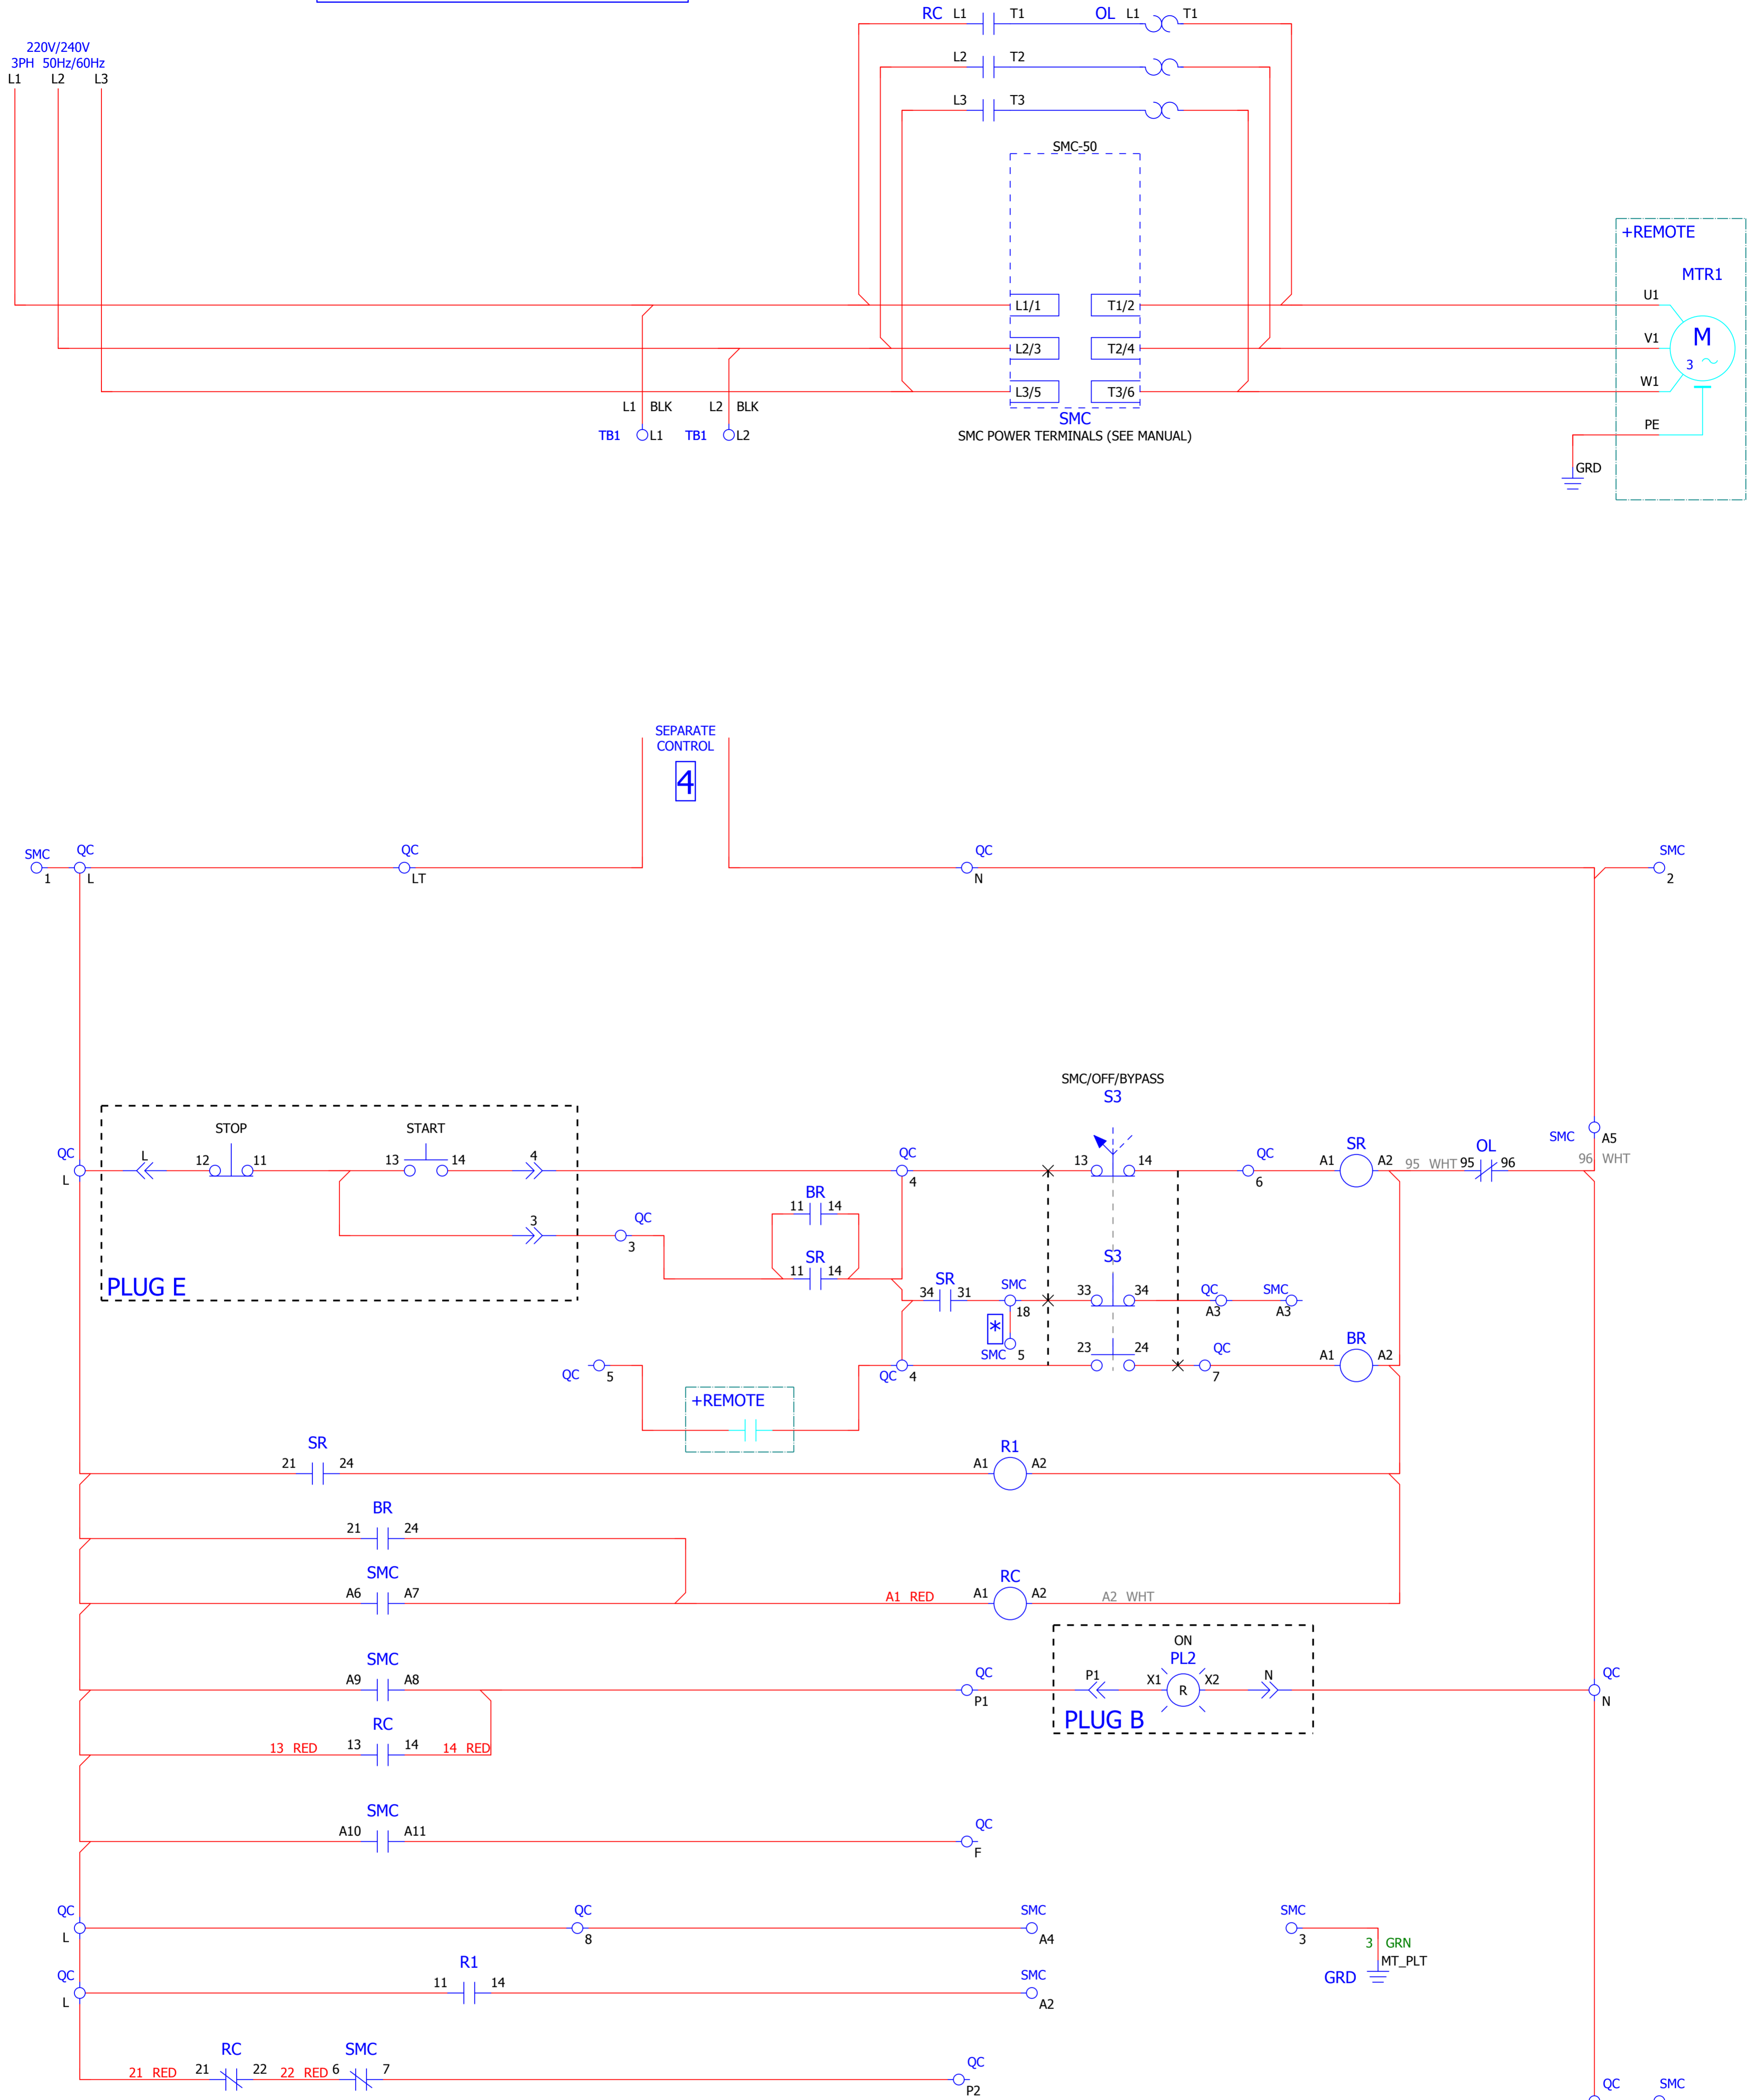 RC L1 T1 OL L1 T1
220V/240V
3PH 50Hz/60Hz
L1 L2 L3
L2 T2
L3 T3
SMC-50
+REMOTE
MTR1
L1/1 T1/2 U1
L2/3 T2/4 V1 M
3
L3/5 T3/6 W1
L1 BLK L2 BLK
SMC
TB1 L1 TB1 L2
SMC POWER TERMINALS (SEE MANUAL)
PE
GRD
SEPARATE
CONTROL
4
SMC QC QC QC SMC
1 L LT N 2
SMC/OFF/BYPASS
S3
STOP START
SMC A5
QC L 12 11 13 14 4 QC 13 14 QC SR OL
A1 A2 95 WHT 95 96 96 WHT
L 4 6
BR
11 14
3 QC
3
SR
11 14
S3
PLUG E
SR
34 31 SMC 33 34 QC SMC
18 A3 A3
*
SMC 5
23 24 QC BR
A1 A2
QC 5 QC 4 7
+REMOTE
SR R1
21 24 A1 A2
BR
21 24
SMC RC
A6 A7 A1 RED A1 A2 A2 WHT
ON
SMC PL2
A9 A8 QC P1 X1 X2 N QC
P1 R N
PLUG B
RC
13 RED 13 14 14 RED
SMC
A10 A11 QC
F
QC QC SMC SMC
L 8 A4 3
3 GRN
MT_PLT
GRD
QC R1 SMC
11 14
L A2
RC SMC
21 RED 21 22 22 RED 6 7 QC
P2
QC SMC